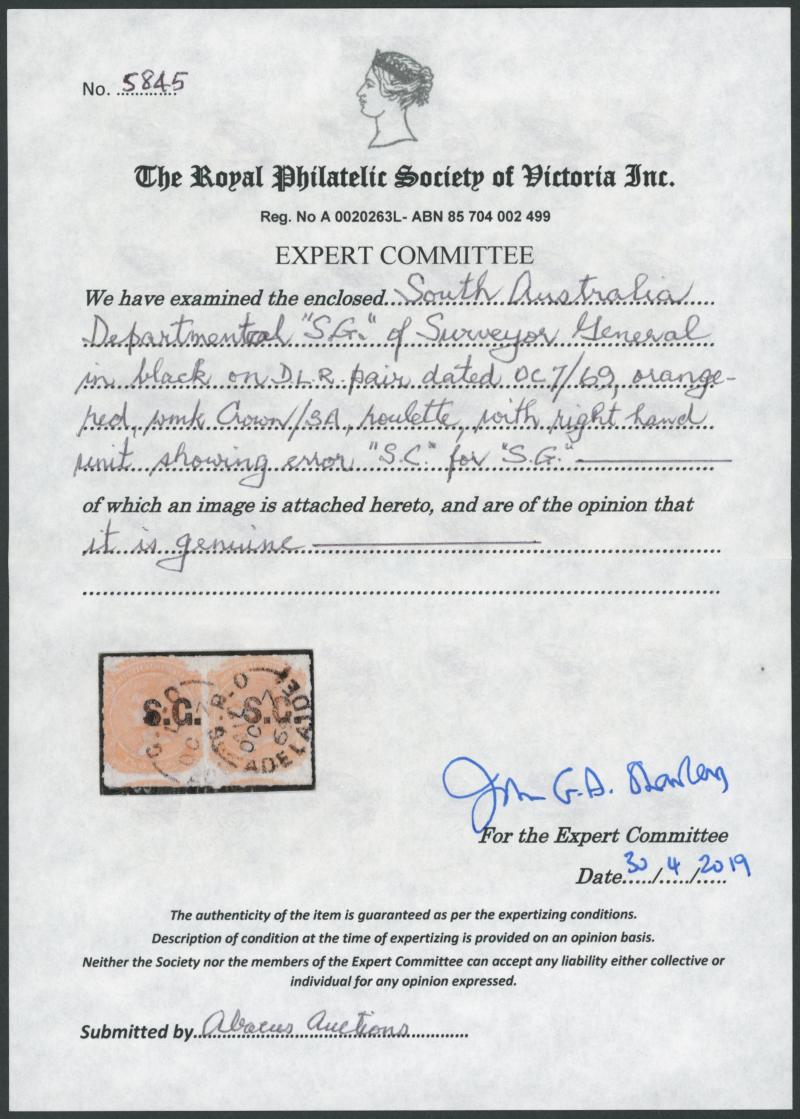 No. 5845
The Royal Philatelic Society of Victoria Inc.
Reg. No A 0020263L- ABN 85 704 002 499
EXPERT COMMITTEE
We have examined the enclosed South Australia
Departmental "S.G." of Surveyor General
in black on D.L.R. pair dated OC7/69, orange-
red, wmk Crown/SA, roulette, with right hand
unit showing error "S.C." for "S.G."
of which an image is attached hereto, and are of the opinion that
it is genuine
S.G. S.C.
G.P.O
OC 7
69
ADELAIDE
John G.D.
For the Expert Committee
Date 30/4/2019
The authenticity of the item is guaranteed as per the expertizing conditions.
Description of condition at the time of expertizing is provided on an opinion basis.
Neither the Society nor the members of the Expert Committee can accept any liability either collective or
individual for any opinion expressed.
Submitted by Abacus Auctions